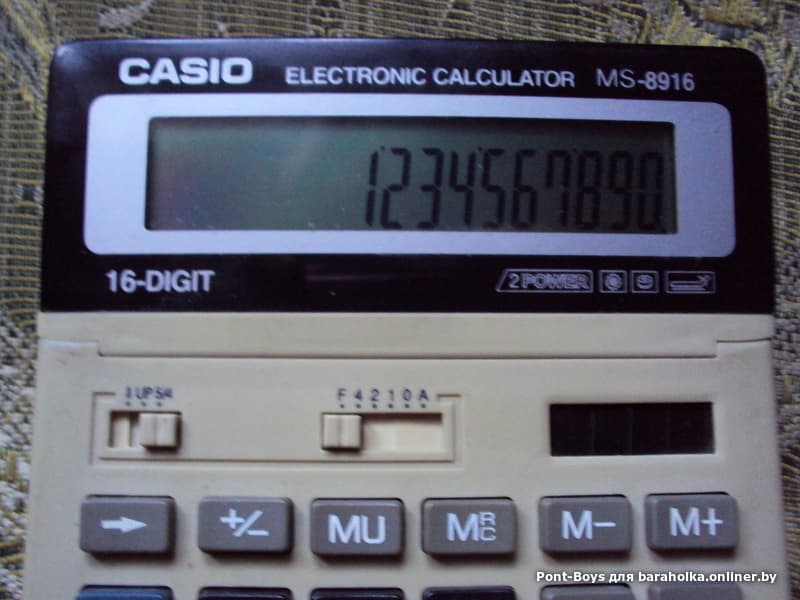 CASIO ELECTRONIC CALCULATOR MS-8916
1234567890.
16-DIGIT 2 POWER
UP 5/4 F 4 2 1 0 A
+/− MU MRC M− M+
Pont-Boys для baraholka.onliner.by